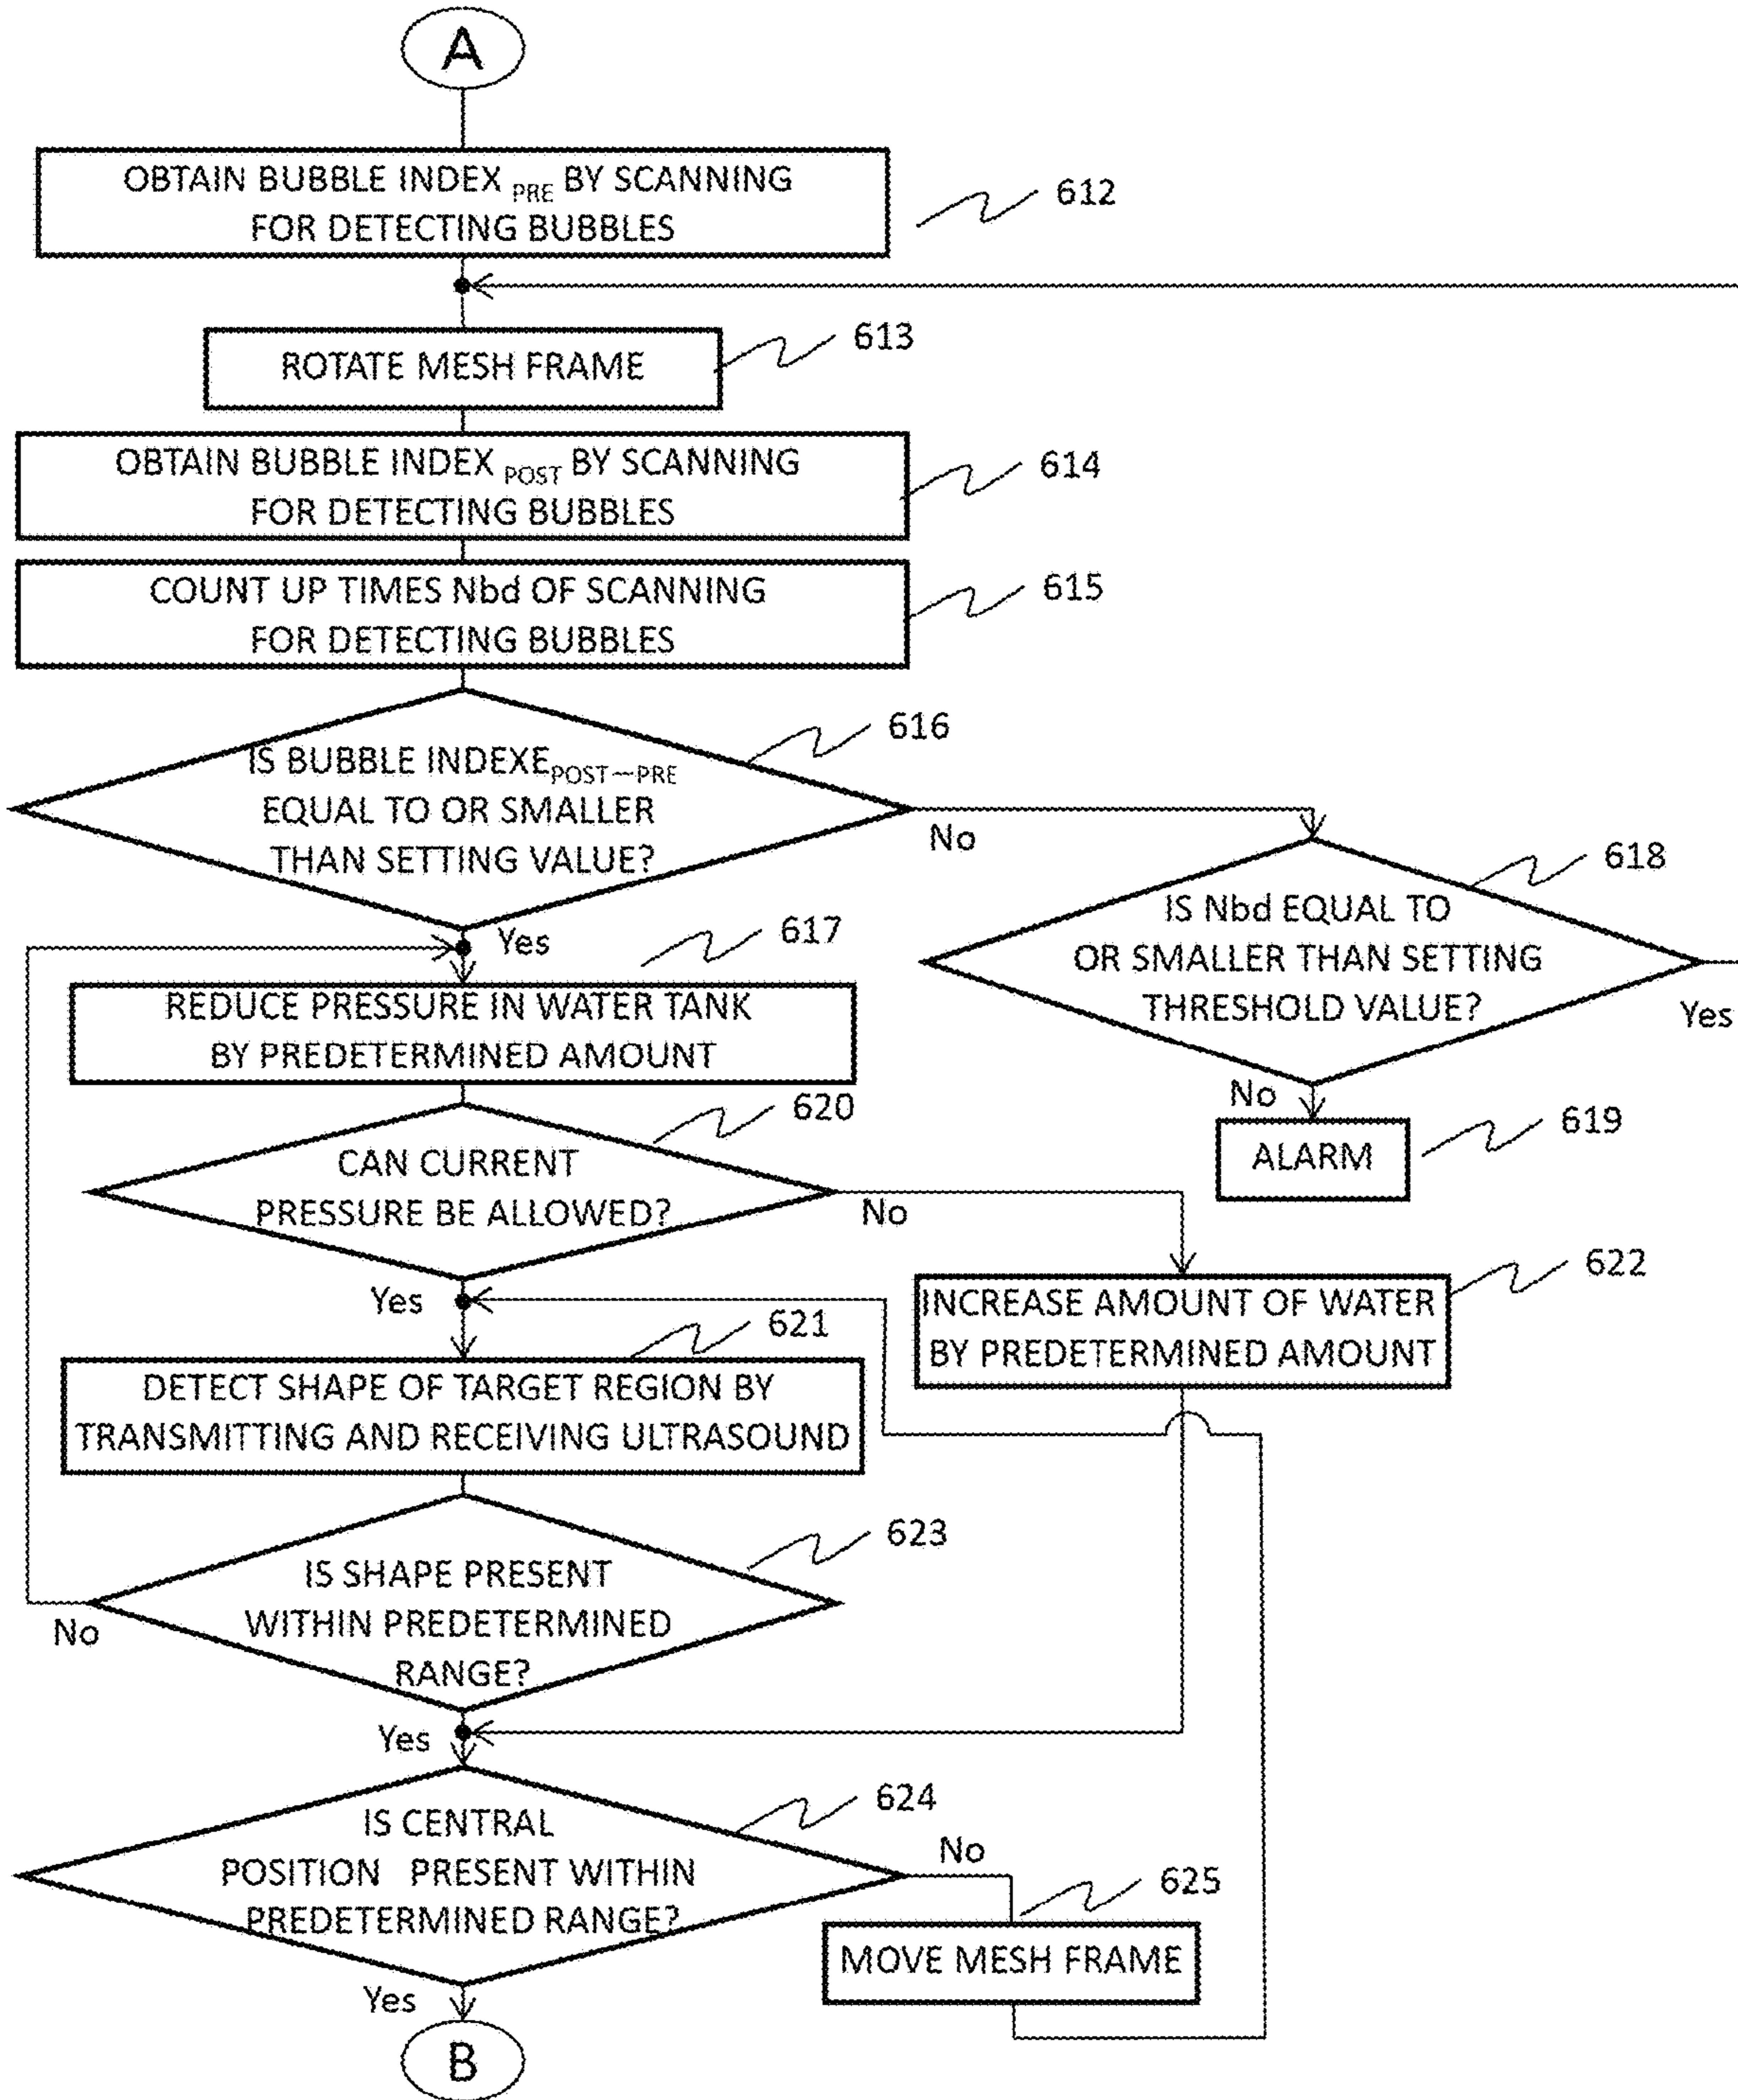 A
OBTAIN BUBBLE INDEX PRE BY SCANNING
FOR DETECTING BUBBLES
612
ROTATE MESH FRAME
613
OBTAIN BUBBLE INDEX POST BY SCANNING
FOR DETECTING BUBBLES
614
COUNT UP TIMES Nbd OF SCANNING
FOR DETECTING BUBBLES
615
IS BUBBLE INDEXE POST-PRE
EQUAL TO OR SMALLER
THAN SETTING VALUE?
616
No
Yes
IS Nbd EQUAL TO
OR SMALLER THAN SETTING
THRESHOLD VALUE?
618
Yes
No
ALARM
619
REDUCE PRESSURE IN WATER TANK
BY PREDETERMINED AMOUNT
617
CAN CURRENT
PRESSURE BE ALLOWED?
620
No
Yes
INCREASE AMOUNT OF WATER
BY PREDETERMINED AMOUNT
622
DETECT SHAPE OF TARGET REGION BY
TRANSMITTING AND RECEIVING ULTRASOUND
621
IS SHAPE PRESENT
WITHIN PREDETERMINED
RANGE?
623
No
Yes
IS CENTRAL
POSITION PRESENT WITHIN
PREDETERMINED RANGE?
624
No
MOVE MESH FRAME
625
Yes
B